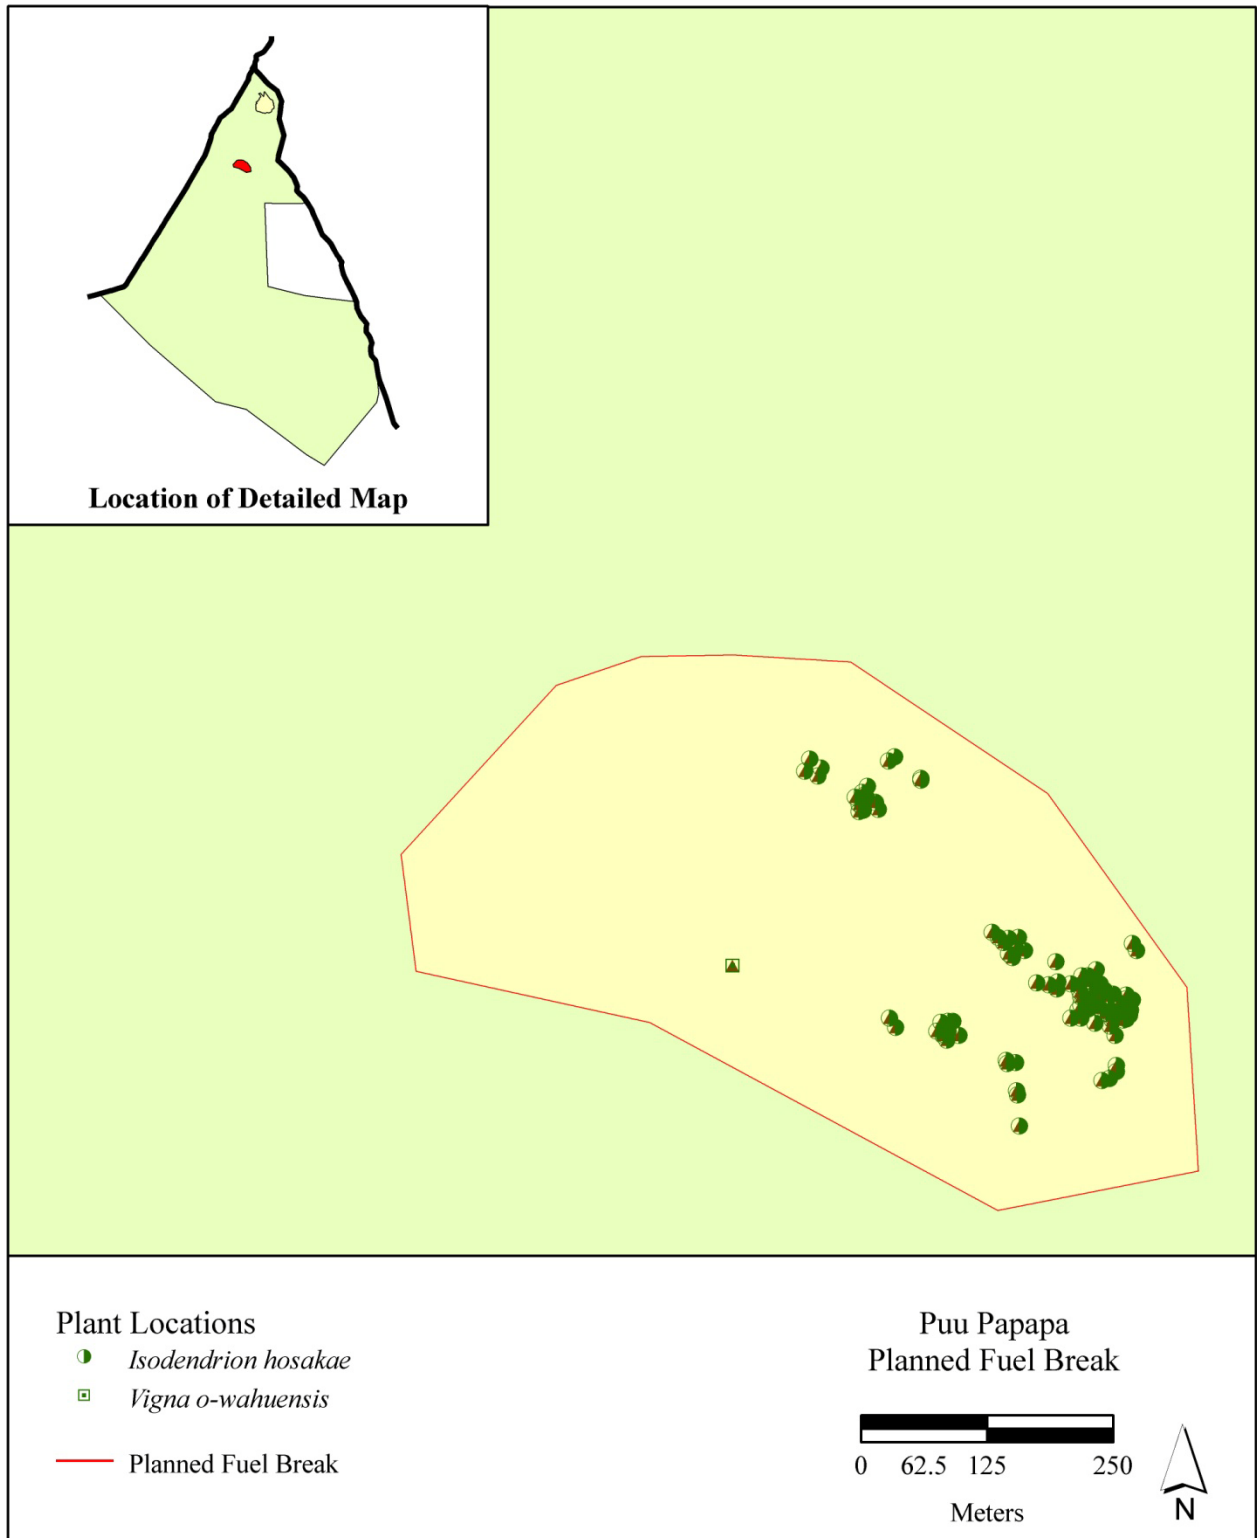 Location of Detailed Map
Plant Locations
Isodendrion hosakae
Vigna o-wahuensis
Planned Fuel Break
Puu Papapa
Planned Fuel Break
0 62.5 125 250
Meters
N